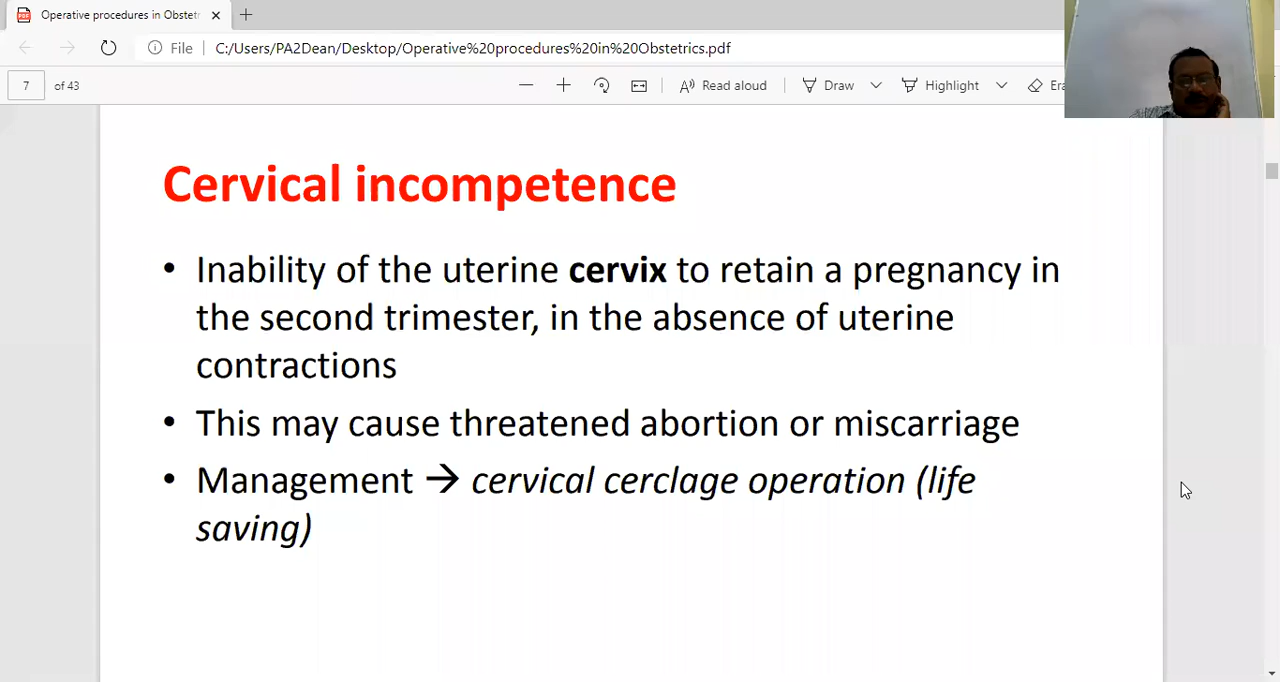 Operative procedures in Obstet
File
C:/Users/PA2Dean/Desktop/Operative%20procedures%20in%20Obstetrics.pdf
7 of 43
Read aloud
Draw
Highlight
Era
Cervical incompetence
• Inability of the uterine cervix to retain a pregnancy in
the second trimester, in the absence of uterine
contractions
• This may cause threatened abortion or miscarriage
• Management → cervical cerclage operation (life
saving)